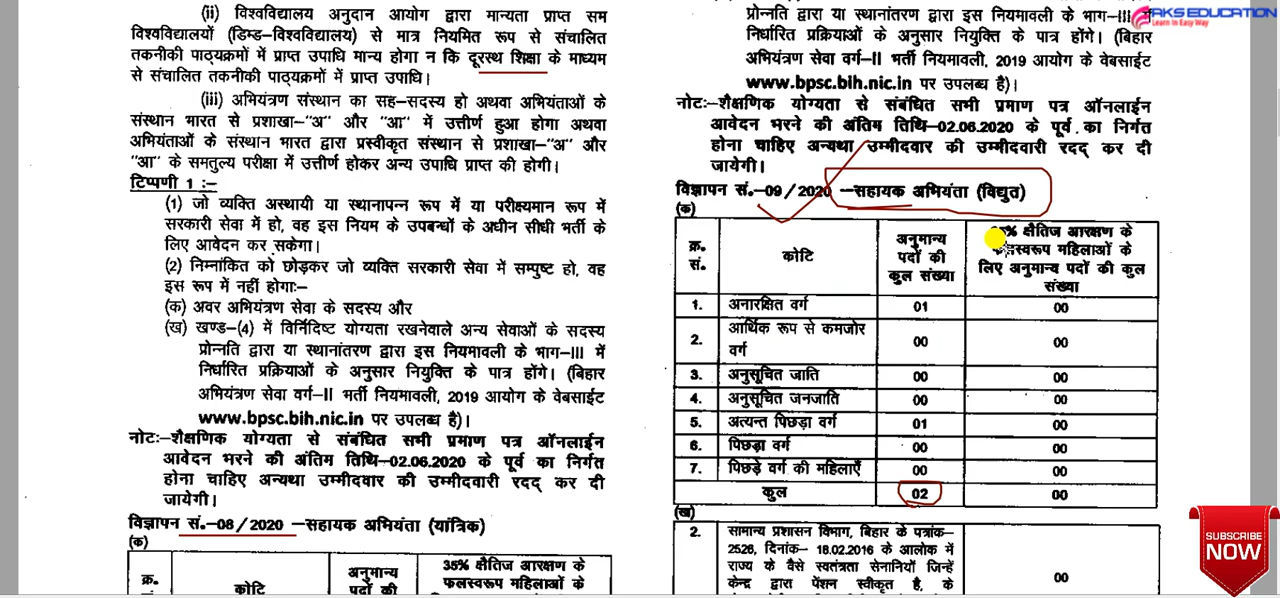 (ii) विश्वविद्यालय अनुदान आयोग द्वारा मान्यता प्राप्त सम
विश्वविद्यालयों (डिम्ड–विश्वविद्यालय) से मात्र नियमित रूप से संचालित
तकनीकी पाठ्यक्रमों में प्राप्त उपाधि मान्य होगा न कि दूरस्थ शिक्षा के माध्यम
से संचालित तकनीकी पाठ्यक्रमों में प्राप्त उपाधि।
(iii) अभियंत्रण संस्थान का सह–सदस्य हो अथवा अभियंताओं के
संस्थान भारत से प्रशाखा–"अ" और "आ" में उत्तीर्ण हुआ होगा अथवा
अभियंताओं के संस्थान भारत द्वारा प्रस्वीकृत संस्थान से प्रशाखा–"अ" और
"आ" के समतुल्य परीक्षा में उत्तीर्ण होकर अन्य उपाधि प्राप्त की होगी।
टिप्पणी 1 :–
(1) जो व्यक्ति अस्थायी या स्थानापन्न रूप में या परीक्ष्यमान रूप में
सरकारी सेवा में हो, वह इस नियम के उपबन्धों के अधीन सीधी भर्ती के
लिए आवेदन कर सकेगा।
(2) निम्नांकित को छोड़कर जो व्यक्ति सरकारी सेवा में सम्पुष्ट हो, वह
इस रूप में नहीं होगाः–
(क) अवर अभियंत्रण सेवा के सदस्य और
(ख) खण्ड–(4) में विर्निदिष्ट योग्यता रखनेवाले अन्य सेवाओं के सदस्य
प्रोन्नति द्वारा या स्थानांतरण द्वारा इस नियमावली के भाग–III में
निर्धारित प्रक्रियाओं के अनुसार नियुक्ति के पात्र होंगे। (बिहार
अभियंत्रण सेवा वर्ग–II भर्ती नियमावली, 2019 आयोग के वेबसाईट
www.bpsc.bih.nic.in पर उपलब्ध है)।
नोटः–शैक्षणिक योग्यता से संबंधित सभी प्रमाण पत्र ऑनलाईन
आवेदन भरने की अंतिम तिथि–02.06.2020 के पूर्व का निर्गत
होना चाहिए अन्यथा उम्मीदवार की उम्मीदवारी रदद् कर दी
जायेगी।
विज्ञापन सं.–08/2020 –सहायक अभियंता (यांत्रिक)
(क)
क्र. कोटि अनुमान्य पदों की 35% क्षैतिज आरक्षण के
फलस्वरूप महिलाओं के
प्रोन्नति द्वारा या स्थानांतरण द्वारा इस नियमावली के भाग–III में
निर्धारित प्रक्रियाओं के अनुसार नियुक्ति के पात्र होंगे। (बिहार
अभियंत्रण सेवा वर्ग–II भर्ती नियमावली, 2019 आयोग के वेबसाईट
www.bpsc.bih.nic.in पर उपलब्ध है)।
नोटः–शैक्षणिक योग्यता से संबंधित सभी प्रमाण पत्र ऑनलाईन
आवेदन भरने की अंतिम तिथि–02.06.2020 के पूर्व का निर्गत
होना चाहिए अन्यथा उम्मीदवार की उम्मीदवारी रदद् कर दी
जायेगी।
विज्ञापन सं.–09/2020 –सहायक अभियंता (विद्युत)
(क)
क्र. सं. कोटि अनुमान्य पदों की कुल संख्या क्षैतिज आरक्षण के महिलाओं के लिए अनुमान्य पदों की कुल संख्या
1. अनारक्षित वर्ग 01 00
2. आर्थिक रूप से कमजोर वर्ग 00 00
3. अनुसूचित जाति 00 00
4. अनुसूचित जनजाति 00 00
5. अत्यन्त पिछड़ा वर्ग 01 00
6. पिछड़ा वर्ग 00 00
7. पिछड़े वर्ग की महिलाएँ 00 00
कुल 02 00
(ख)
2. सामान्य प्रशासन विभाग, बिहार के पत्रांक–
2526, दिनांक– 18.02.2016 के आलोक में
राज्य के वैसे स्वतंत्रता सेनानियों जिन्हें 00
केन्द्र द्वारा पेंशन स्वीकृत है, के
AKS EDUCATION
Learn In Easy Way
SUBSCRIBE
NOW